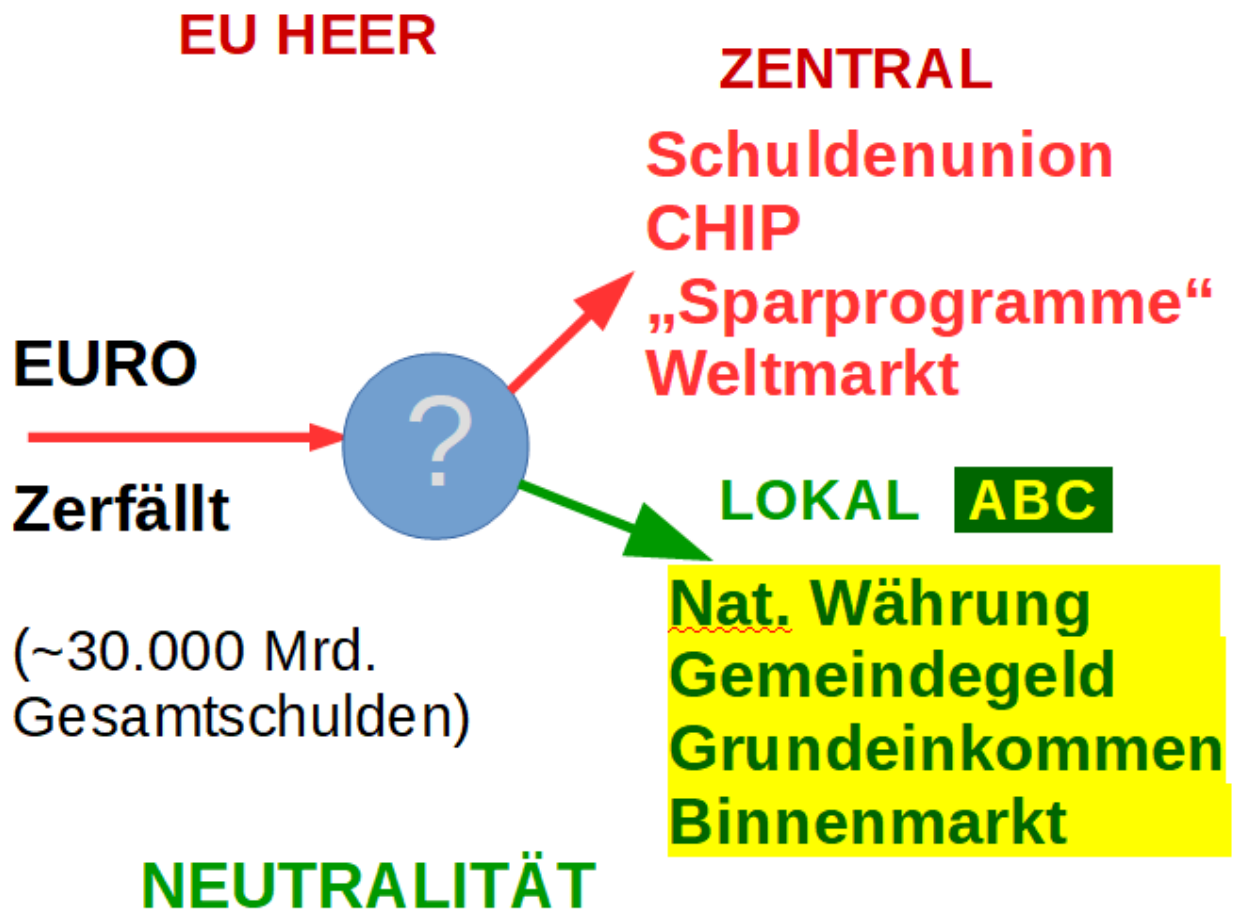 EU HEER
ZENTRAL
Schuldenunion
CHIP
„Sparprogramme“
Weltmarkt
EURO
?
Zerfällt
(~30.000 Mrd.
Gesamtschulden)
LOKAL ABC
Nat. Währung
Gemeindegeld
Grundeinkommen
Binnenmarkt
NEUTRALITÄT